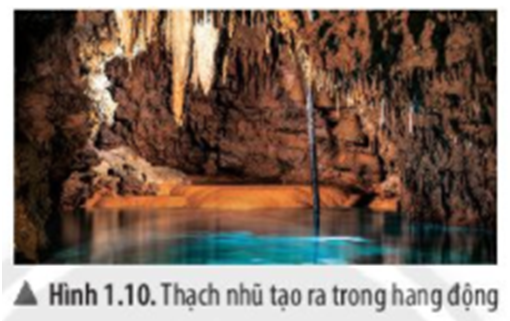 ▲ Hình 1.10. Thạch nhũ tạo ra trong hang động